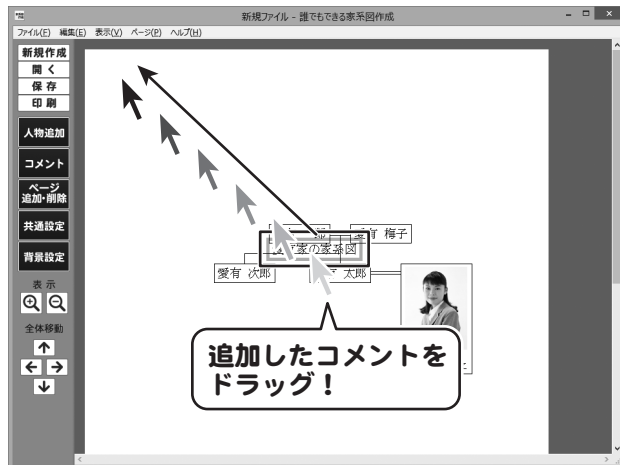 新規ファイル - 誰でもできる家系図作成
ファイル(F) 編集(E) 表示(V) ページ(P) ヘルプ(H)
新規作成
開く
保存
印刷
人物追加
コメント
ページ
追加・削除
共通設定
背景設定
表示
全体移動
梅子
家の家系図
愛有 次郎
太郎
追加したコメントを
ドラッグ！